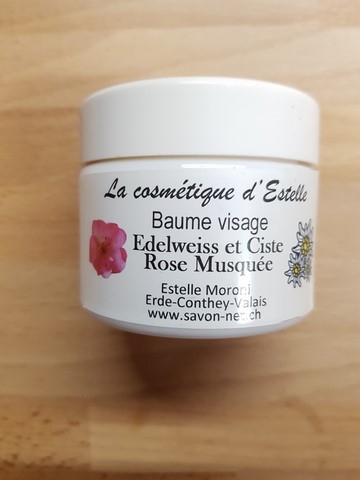 La cosmétique d'Estelle
Baume visage
Edelweiss et Ciste
Rose Musquée
Estelle Moroni
Erde-Conthey-Valais
www.savon-net.ch